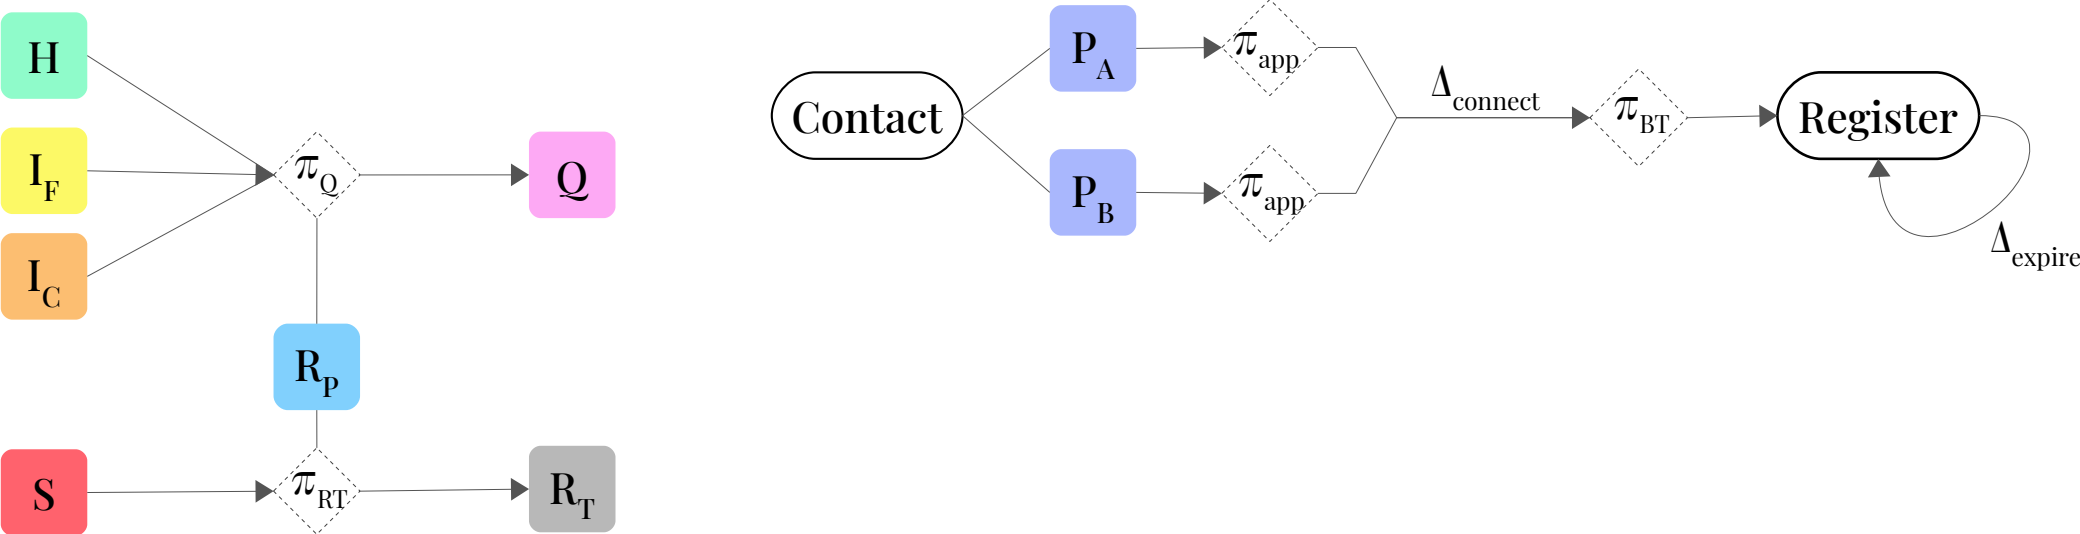 H
I_F
I_C
π_Q
Q
R_P
S
π_RT
R_T
Contact
P_A
P_B
π_app
π_app
Δ_connect
π_BT
Register
Δ_expire